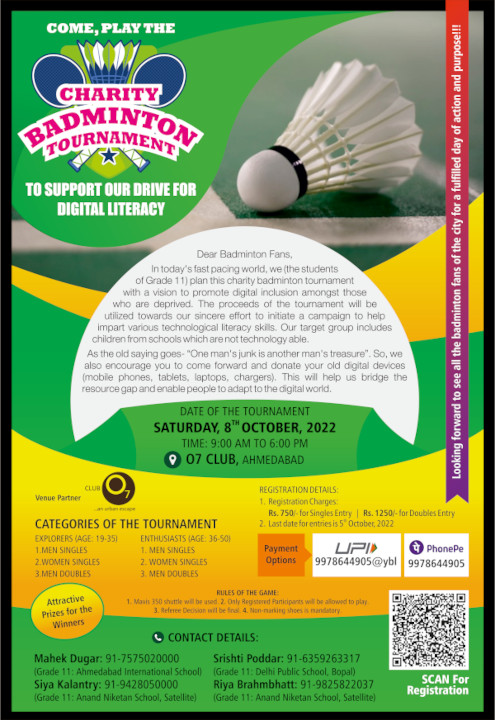 COME, PLAY THE
CHARITY
BADMINTON
TOURNAMENT
TO SUPPORT OUR DRIVE FOR
DIGITAL LITERACY
Looking forward to see all the badminton fans of the city for a fulfilled day of action and purpose!!!
Dear Badminton Fans,
In today's fast pacing world, we (the students
of Grade 11) plan this charity badminton tournament
with a vision to promote digital inclusion amongst those
who are deprived. The proceeds of the tournament will be
utilized towards our sincere effort to initiate a campaign to help
impart various technological literacy skills. Our target group includes
children from schools which are not technology able.
As the old saying goes- “One man's junk is another man's treasure”. So, we
also encourage you to come forward and donate your old digital devices
(mobile phones, tablets, laptops, chargers). This will help us bridge the
resource gap and enable people to adapt to the digital world.
DATE OF THE TOURNAMENT
SATURDAY, 8TH OCTOBER, 2022
TIME: 9:00 AM TO 6:00 PM
O7 CLUB, AHMEDABAD
Venue Partner
CLUB O7
...an urban escape
CATEGORIES OF THE TOURNAMENT
EXPLORERS (AGE: 19-35)
1.MEN SINGLES
2.WOMEN SINGLES
3.MEN DOUBLES
ENTHUSIASTS (AGE: 36-50)
1. MEN SINGLES
2. WOMEN SINGLES
3. MEN DOUBLES
REGISTRATION DETAILS:
1. Registration Charges:
Rs. 750/- for Singles Entry | Rs. 1250/- for Doubles Entry
2. Last date for entries is 5th October, 2022
Payment
Options
UPI
9978644905@ybl
PhonePe
9978644905
Attractive
Prizes for the
Winners
RULES OF THE GAME:
1. Mavis 350 shuttle will be used. 2. Only Registered Participants will be allowed to play.
3. Referee Decision will be final. 4. Non-marking shoes is mandatory.
CONTACT DETAILS:
Mahek Dugar: 91-7575020000
(Grade 11: Ahmedabad International School)
Siya Kalantry: 91-9428050000
(Grade 11: Anand Niketan School, Satellite)
Srishti Poddar: 91-6359263317
(Grade 11: Delhi Public School, Bopal)
Riya Brahmbhatt: 91-9825822037
(Grade 11: Anand Niketan School, Satellite)
SCAN For
Registration